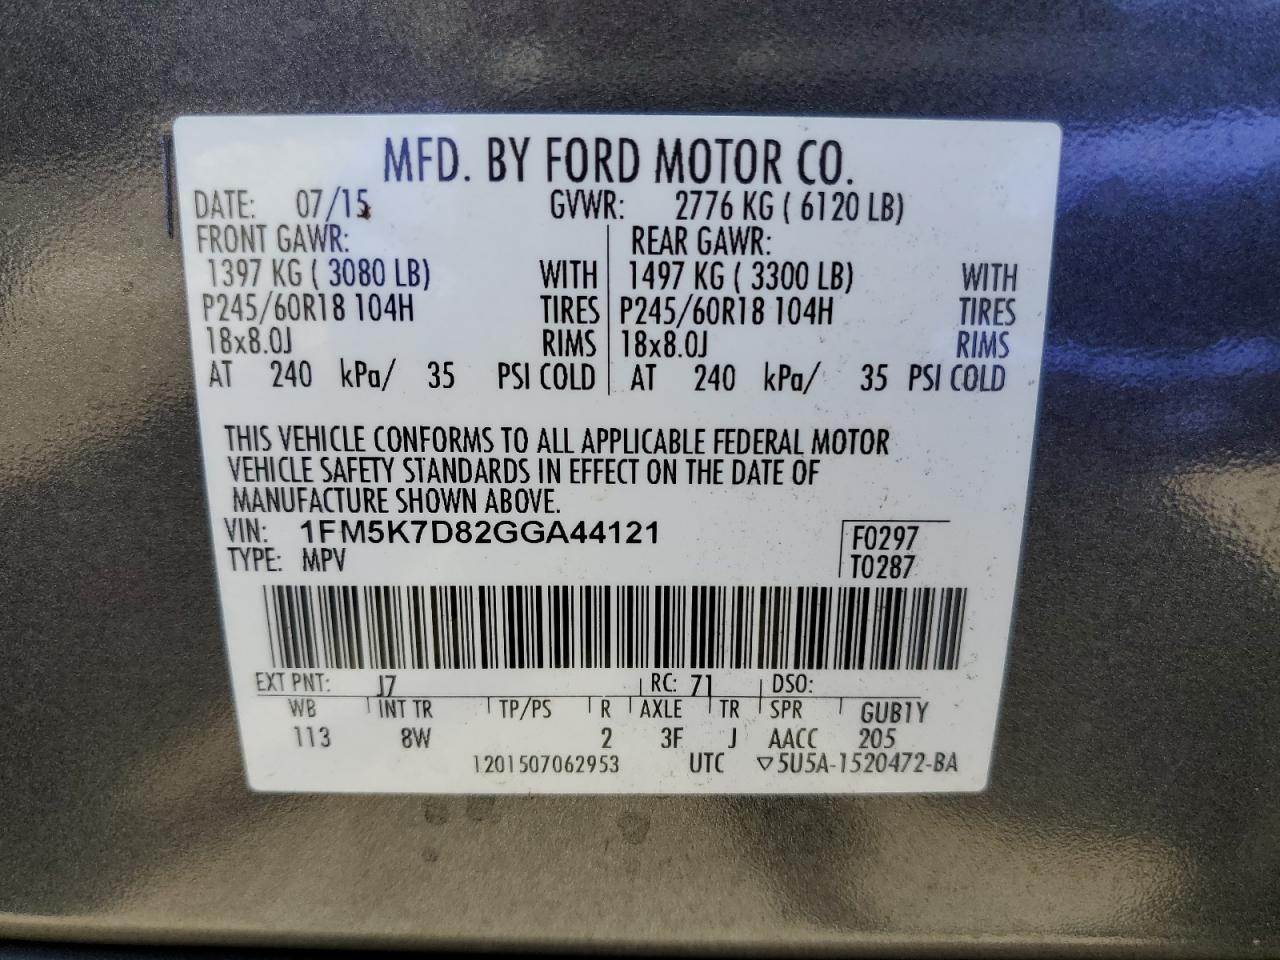 MFD. BY FORD MOTOR CO.
DATE: 07/15 GVWR: 2776 KG ( 6120 LB)
FRONT GAWR: REAR GAWR:
1397 KG ( 3080 LB) WITH 1497 KG ( 3300 LB) WITH
P245/60R18 104H TIRES P245/60R18 104H TIRES
18x8.0J RIMS 18x8.0J RIMS
AT 240 kPa/ 35 PSI COLD AT 240 kPa/ 35 PSI COLD
THIS VEHICLE CONFORMS TO ALL APPLICABLE FEDERAL MOTOR
VEHICLE SAFETY STANDARDS IN EFFECT ON THE DATE OF
MANUFACTURE SHOWN ABOVE.
VIN: 1FM5K7D82GGA44121 F0297
TYPE: MPV T0287
EXT PNT: J7 RC: 71 DSO:
WB INT TR TP/PS R AXLE TR SPR GUB1Y
113 8W 2 3F J AACC 205
1201507062953 UTC ▽5U5A-1520472-BA